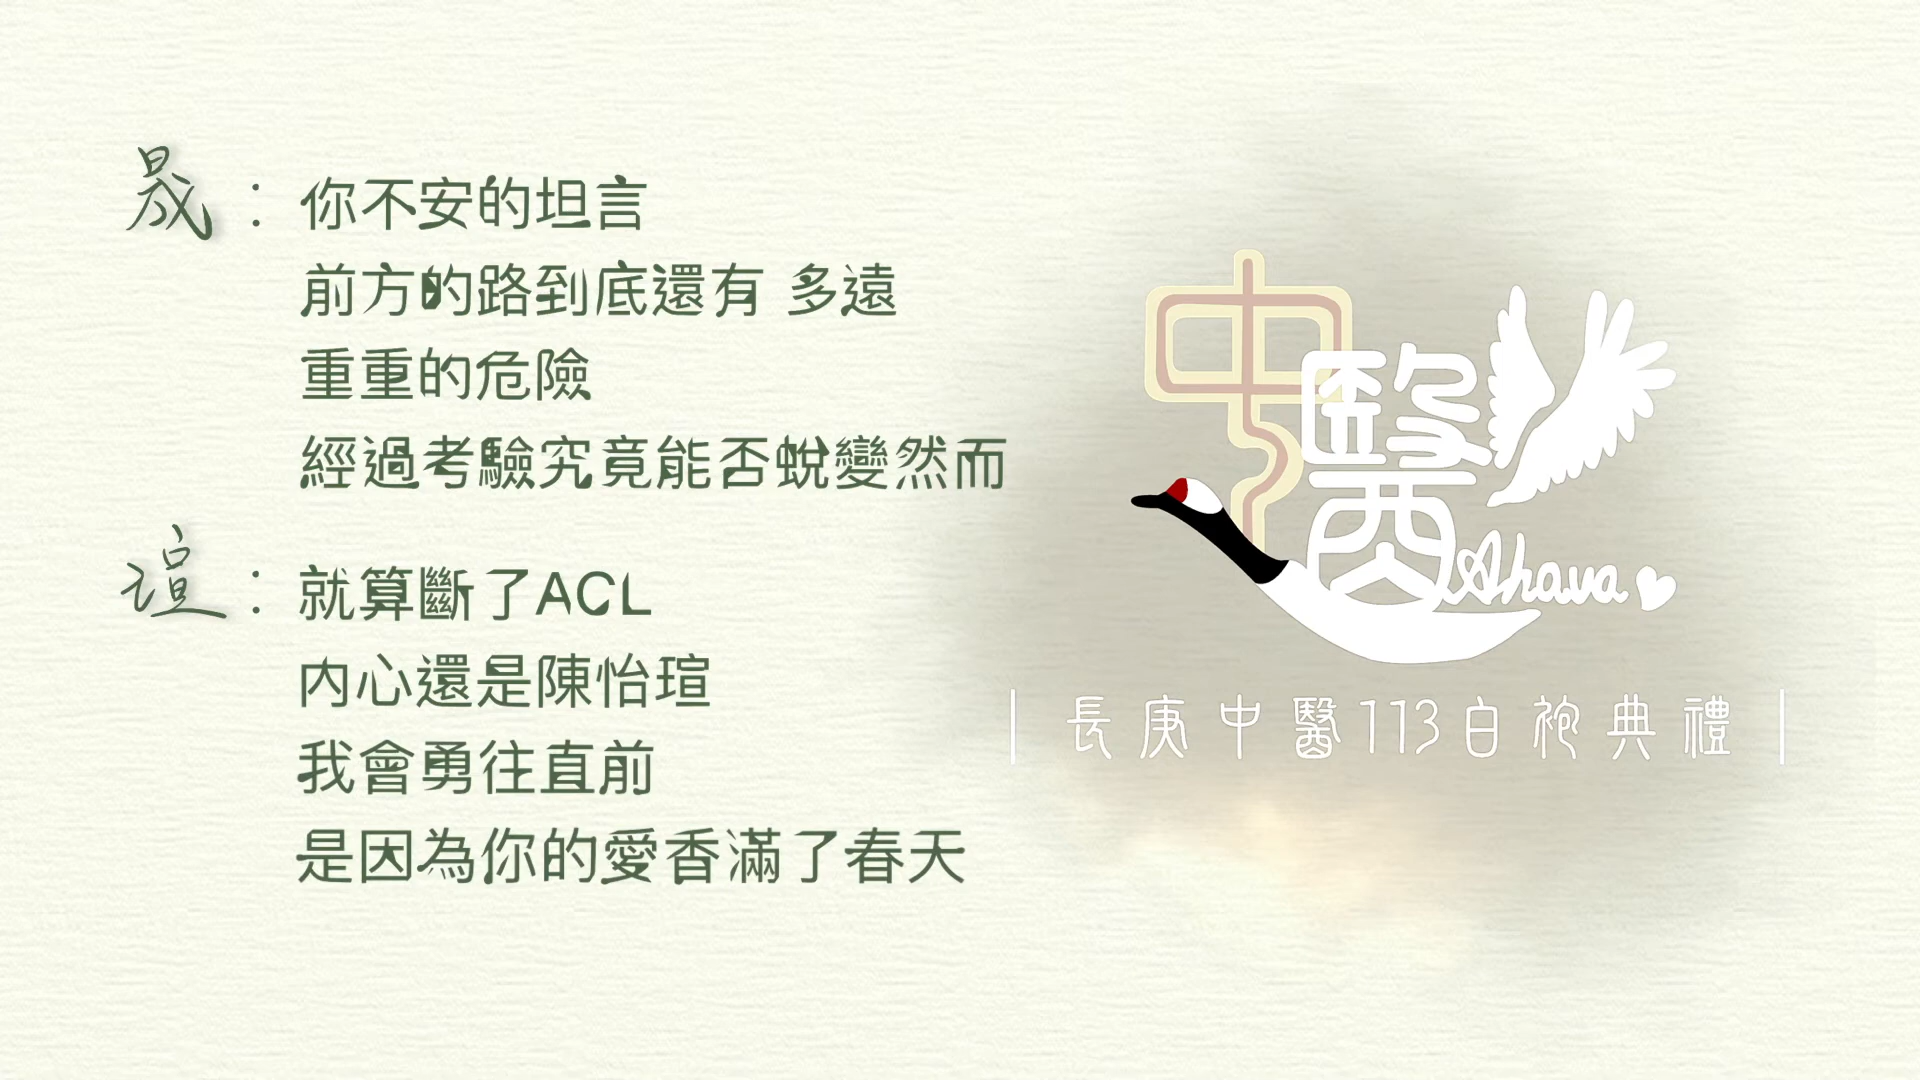 晟：你不安的坦言
前方的路到底還有 多遠
重重的危險
經過考驗究竟能否蛻變然而
瑄：就算斷了ACL
內心還是陳怡瑄
我會勇往直前
是因為你的愛香滿了春天
中醫
Ahava
｜長庚中醫113白袍典禮｜